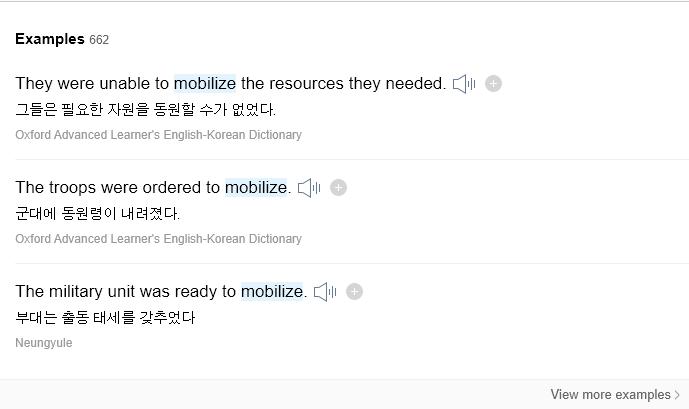 Examples 662
They were unable to mobilize the resources they needed.
그들은 필요한 자원을 동원할 수가 없었다.
Oxford Advanced Learner's English-Korean Dictionary
The troops were ordered to mobilize.
군대에 동원령이 내려졌다.
Oxford Advanced Learner's English-Korean Dictionary
The military unit was ready to mobilize.
부대는 출동 태세를 갖추었다
Neungyule
View more examples